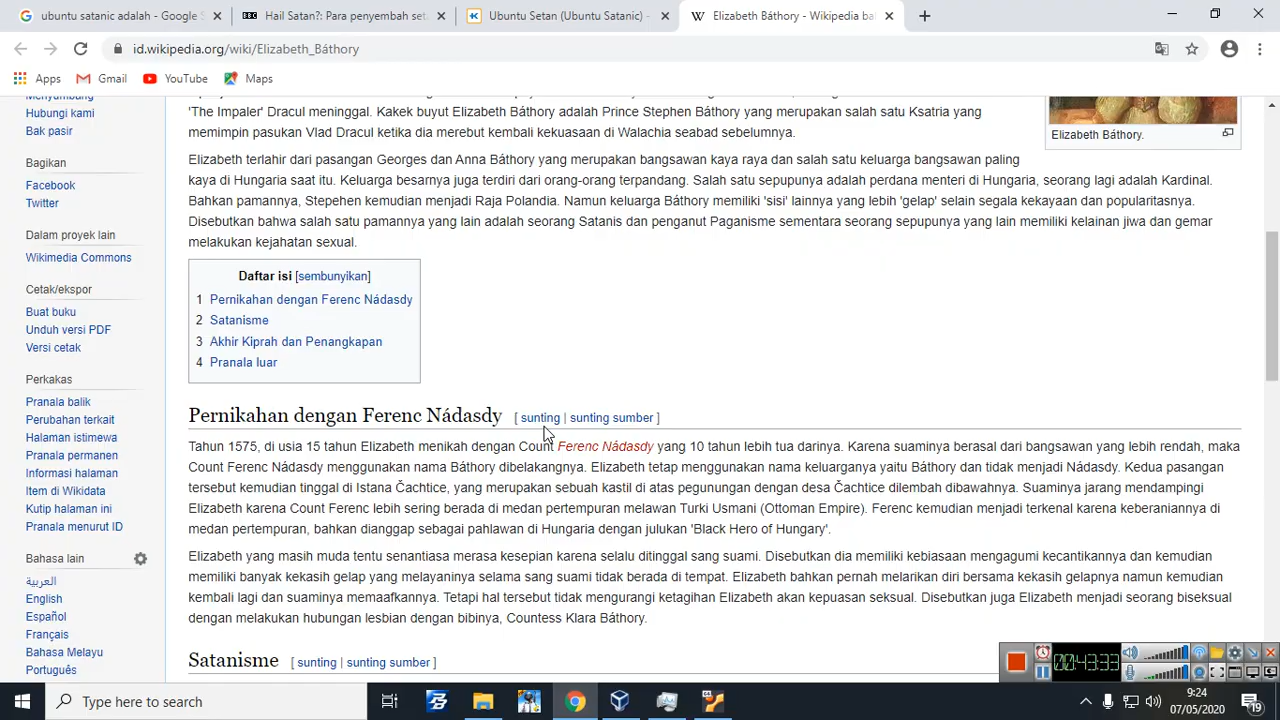 ubuntu satanic adalah - Google S
Hail Satan?: Para penyembah seta
Ubuntu Setan (Ubuntu Satanic) -
Elizabeth Báthory - Wikipedia ba
id.wikipedia.org/wiki/Elizabeth_Báthory
Apps Gmail YouTube Maps
Hubungi kami
Bak pasir
Bagikan
Facebook
Twitter
Dalam proyek lain
Wikimedia Commons
Cetak/ekspor
Buat buku
Unduh versi PDF
Versi cetak
Perkakas
Pranala balik
Perubahan terkait
Halaman istimewa
Pranala permanen
Informasi halaman
Item di Wikidata
Kutip halaman ini
Pranala menurut ID
Bahasa lain
العربية
English
Español
Français
Bahasa Melayu
Português
'The Impaler' Dracul meninggal. Kakek buyut Elizabeth Báthory adalah Prince Stephen Báthory yang merupakan salah satu Ksatria yang
memimpin pasukan Vlad Dracul ketika dia merebut kembali kekuasaan di Walachia seabad sebelumnya.
Elizabeth Báthory.
Elizabeth terlahir dari pasangan Georges dan Anna Báthory yang merupakan bangsawan kaya raya dan salah satu keluarga bangsawan paling
kaya di Hungaria saat itu. Keluarga besarnya juga terdiri dari orang-orang terpandang. Salah satu sepupunya adalah perdana menteri di Hungaria, seorang lagi adalah Kardinal.
Bahkan pamannya, Stepehen kemudian menjadi Raja Polandia. Namun keluarga Báthory memiliki 'sisi' lainnya yang lebih 'gelap' selain segala kekayaan dan popularitasnya.
Disebutkan bahwa salah satu pamannya yang lain adalah seorang Satanis dan penganut Paganisme sementara seorang sepupunya yang lain memiliki kelainan jiwa dan gemar
melakukan kejahatan sexual.
Daftar isi [sembunyikan]
1 Pernikahan dengan Ferenc Nádasdy
2 Satanisme
3 Akhir Kiprah dan Penangkapan
4 Pranala luar
Pernikahan dengan Ferenc Nádasdy [ sunting | sunting sumber ]
Tahun 1575, di usia 15 tahun Elizabeth menikah dengan Count Ferenc Nádasdy yang 10 tahun lebih tua darinya. Karena suaminya berasal dari bangsawan yang lebih rendah, maka
Count Ferenc Nádasdy menggunakan nama Báthory dibelakangnya. Elizabeth tetap menggunakan nama keluarganya yaitu Báthory dan tidak menjadi Nádasdy. Kedua pasangan
tersebut kemudian tinggal di Istana Čachtice, yang merupakan sebuah kastil di atas pegunungan dengan desa Čachtice dilembah dibawahnya. Suaminya jarang mendampingi
Elizabeth karena Count Ferenc lebih sering berada di medan pertempuran melawan Turki Usmani (Ottoman Empire). Ferenc kemudian menjadi terkenal karena keberaniannya di
medan pertempuran, bahkan dianggap sebagai pahlawan di Hungaria dengan julukan 'Black Hero of Hungary'.
Elizabeth yang masih muda tentu senantiasa merasa kesepian karena selalu ditinggal sang suami. Disebutkan dia memiliki kebiasaan mengagumi kecantikannya dan kemudian
memiliki banyak kekasih gelap yang melayaninya selama sang suami tidak berada di tempat. Elizabeth bahkan pernah melarikan diri bersama kekasih gelapnya namun kemudian
kembali lagi dan suaminya memaafkannya. Tetapi hal tersebut tidak mengurangi ketagihan Elizabeth akan kepuasan seksual. Disebutkan juga Elizabeth menjadi seorang biseksual
dengan melakukan hubungan lesbian dengan bibinya, Countess Klara Báthory.
Satanisme [ sunting | sunting sumber ]
00:43:33
Type here to search
9:24
07/05/2020
19